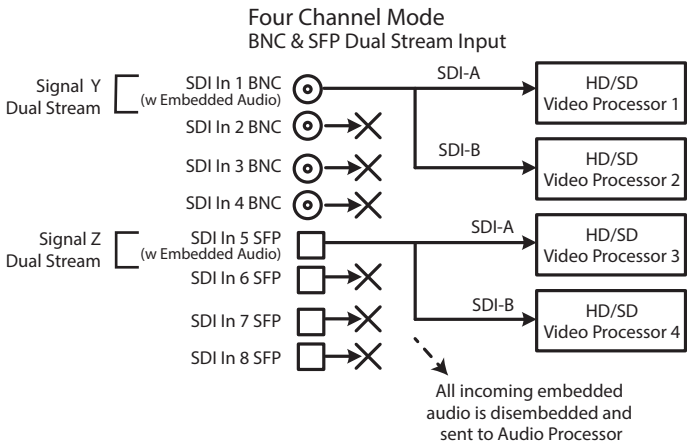 Four Channel Mode
BNC & SFP Dual Stream Input
Signal Y
Dual Stream
SDI In 1 BNC
(w Embedded Audio)
SDI In 2 BNC
SDI In 3 BNC
SDI In 4 BNC
SDI-A
HD/SD
Video Processor 1
SDI-B
HD/SD
Video Processor 2
Signal Z
Dual Stream
SDI In 5 SFP
(w Embedded Audio)
SDI In 6 SFP
SDI In 7 SFP
SDI In 8 SFP
SDI-A
HD/SD
Video Processor 3
SDI-B
HD/SD
Video Processor 4
All incoming embedded
audio is disembedded and
sent to Audio Processor